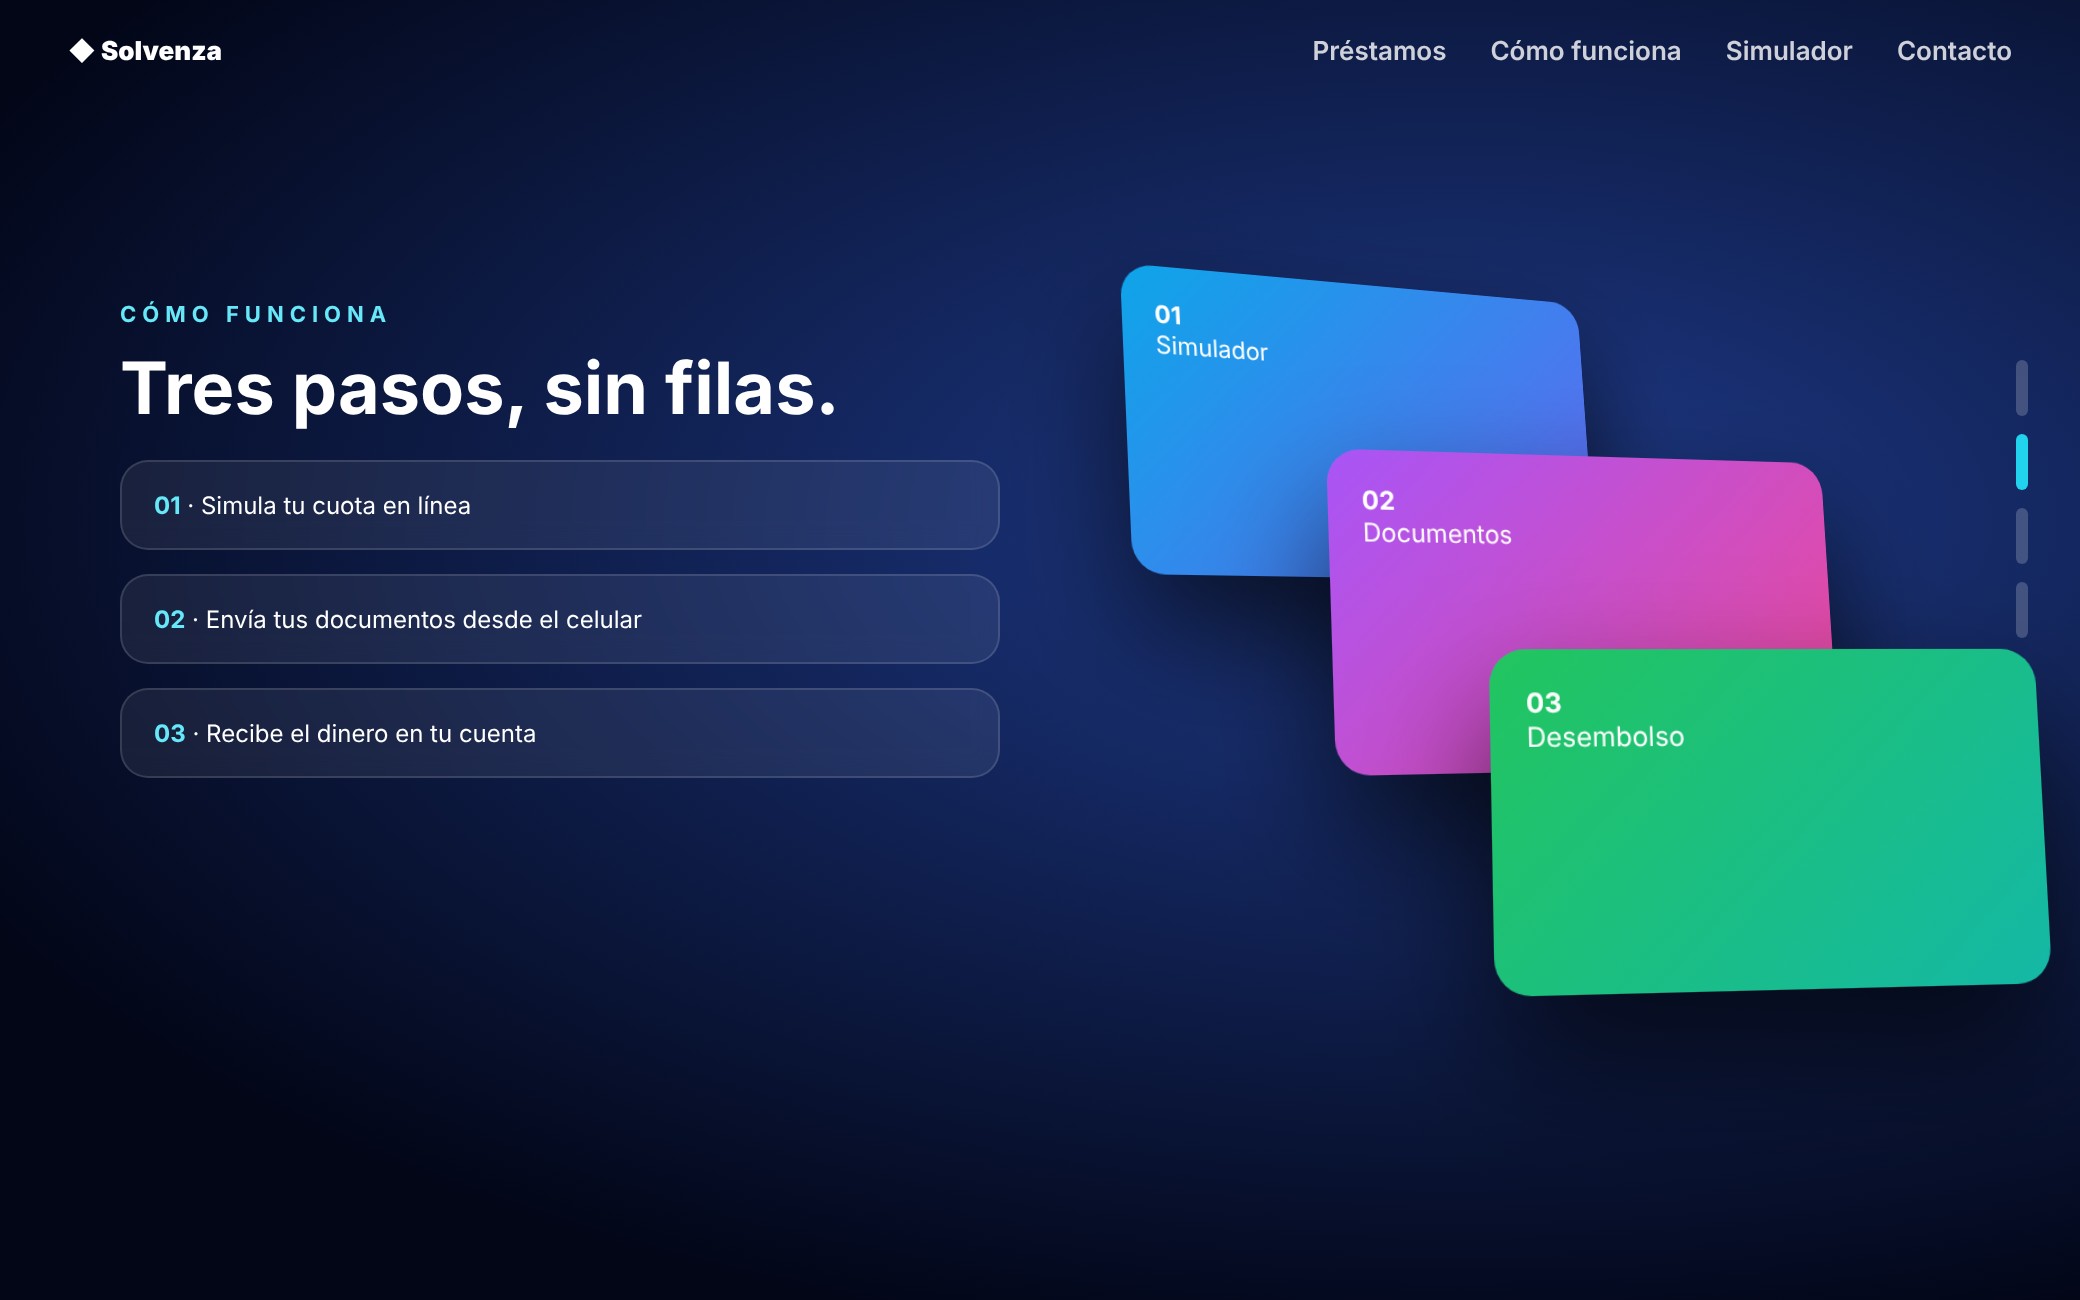 Solvenza
Préstamos Cómo funciona Simulador Contacto
CÓMO FUNCIONA
Tres pasos, sin filas.
01 · Simula tu cuota en línea
02 · Envía tus documentos desde el celular
03 · Recibe el dinero en tu cuenta
01
Simulador
02
Documentos
03
Desembolso